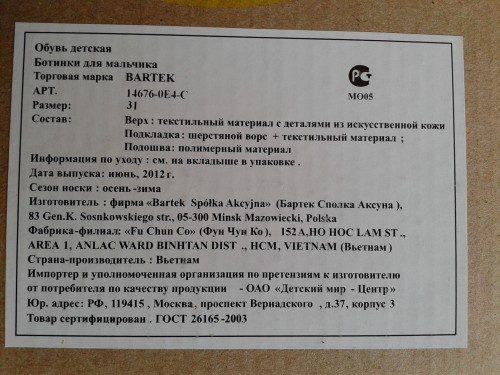 Обувь детская
Ботинки для мальчика
Торговая марка BARTEK
АРТ. 14676-0E4-C
Размер: 31
Состав: Верх : текстильный материал с деталями из искусственной кожи
Подкладка : шерстяной ворс + текстильный материал ;
Подошва: полимерный материал
Информация по уходу : см. на вкладыше в упаковке .
Дата выпуска: июнь, 2012 г.
Сезон носки : осень -зима
Изготовитель : фирма «Bartek Spólka Akcyjna» (Бартек Сполка Аксуна ),
83 Gen.K. Sosnkowskiego str., 05-300 Minsk Mazowiecki, Polska
Фабрика-филиал: «Fu Chun Co» (Фун Чун Ко ), 152 A,HO HOC LAM ST .,
AREA 1, ANLAC WARD BINHTAN DIST ., HCM, VIETNAM (Вьетнам )
Страна-производитель : Вьетнам
Импортер и уполномоченная организация по претензиям к изготовителю
от потребителя по качеству продукции - ОАО «Детский мир - Центр»
Юр. адрес: РФ, 119415 , Москва, проспект Вернадского , д.37, корпус 3
Товар сертифицирован . ГОСТ 26165 -2003
РС
МО05